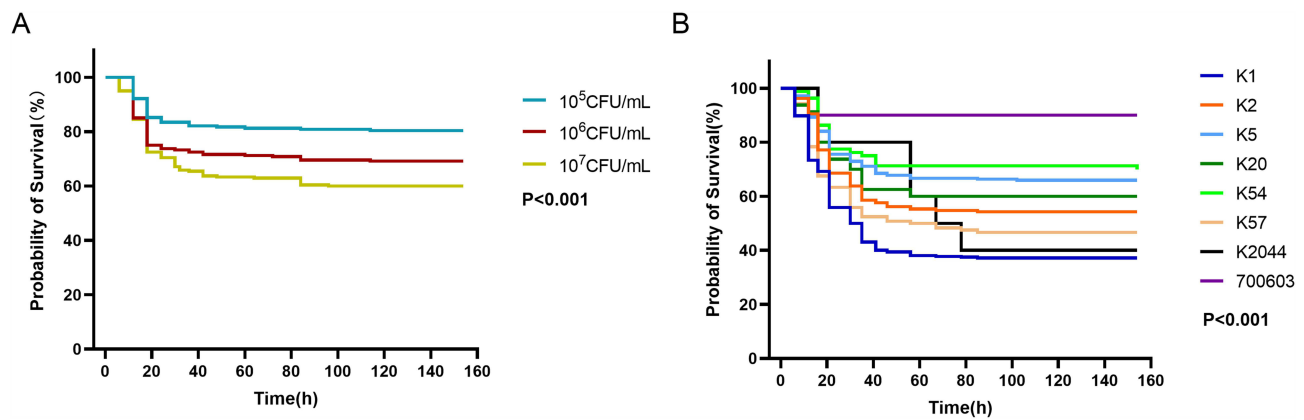 A
Probability of Survival(%)
100
80
60
40
20
0
0 20 40 60 80 100 120 140 160
Time(h)
10⁵CFU/mL
10⁶CFU/mL
10⁷CFU/mL
P<0.001
B
Probability of Survival(%)
100
80
60
40
20
0
0 20 40 60 80 100 120 140 160
Time(h)
K1
K2
K5
K20
K54
K57
K2044
700603
P<0.001